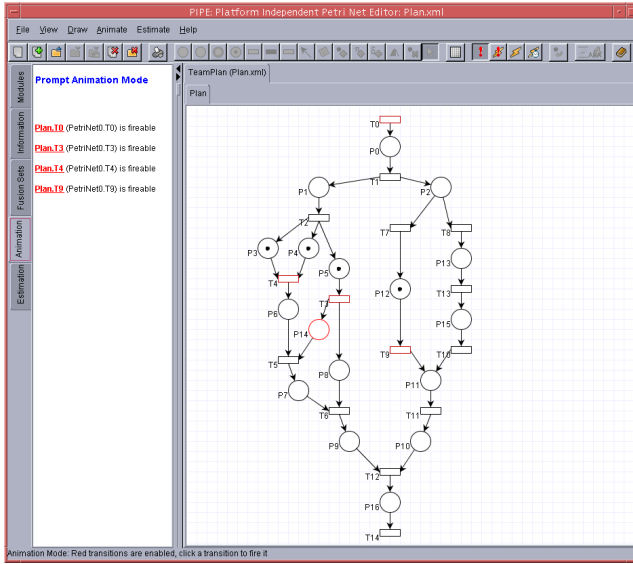 PIPE: Platform Independent Petri Net Editor: Plan.xml
File View Draw Animate Estimate Help
Modules
Information
Fusion Sets
Animation
Estimation
Prompt Animation Mode
Plan.T0 (PetriNet0.T0) is fireable
Plan.T3 (PetriNet0.T3) is fireable
Plan.T4 (PetriNet0.T4) is fireable
Plan.T9 (PetriNet0.T9) is fireable
TeamPlan (Plan.xml)
Plan
T0
P0
T1
P1
P2
T2
T7
T8
P3
P4
P5
P13
T4
P12
T13
T3
P6
P14
P15
T5
T9
T10
P8
P11
P7
T6
T11
P9
P10
T12
P16
T14
Animation Mode: Red transitions are enabled, click a transition to fire it